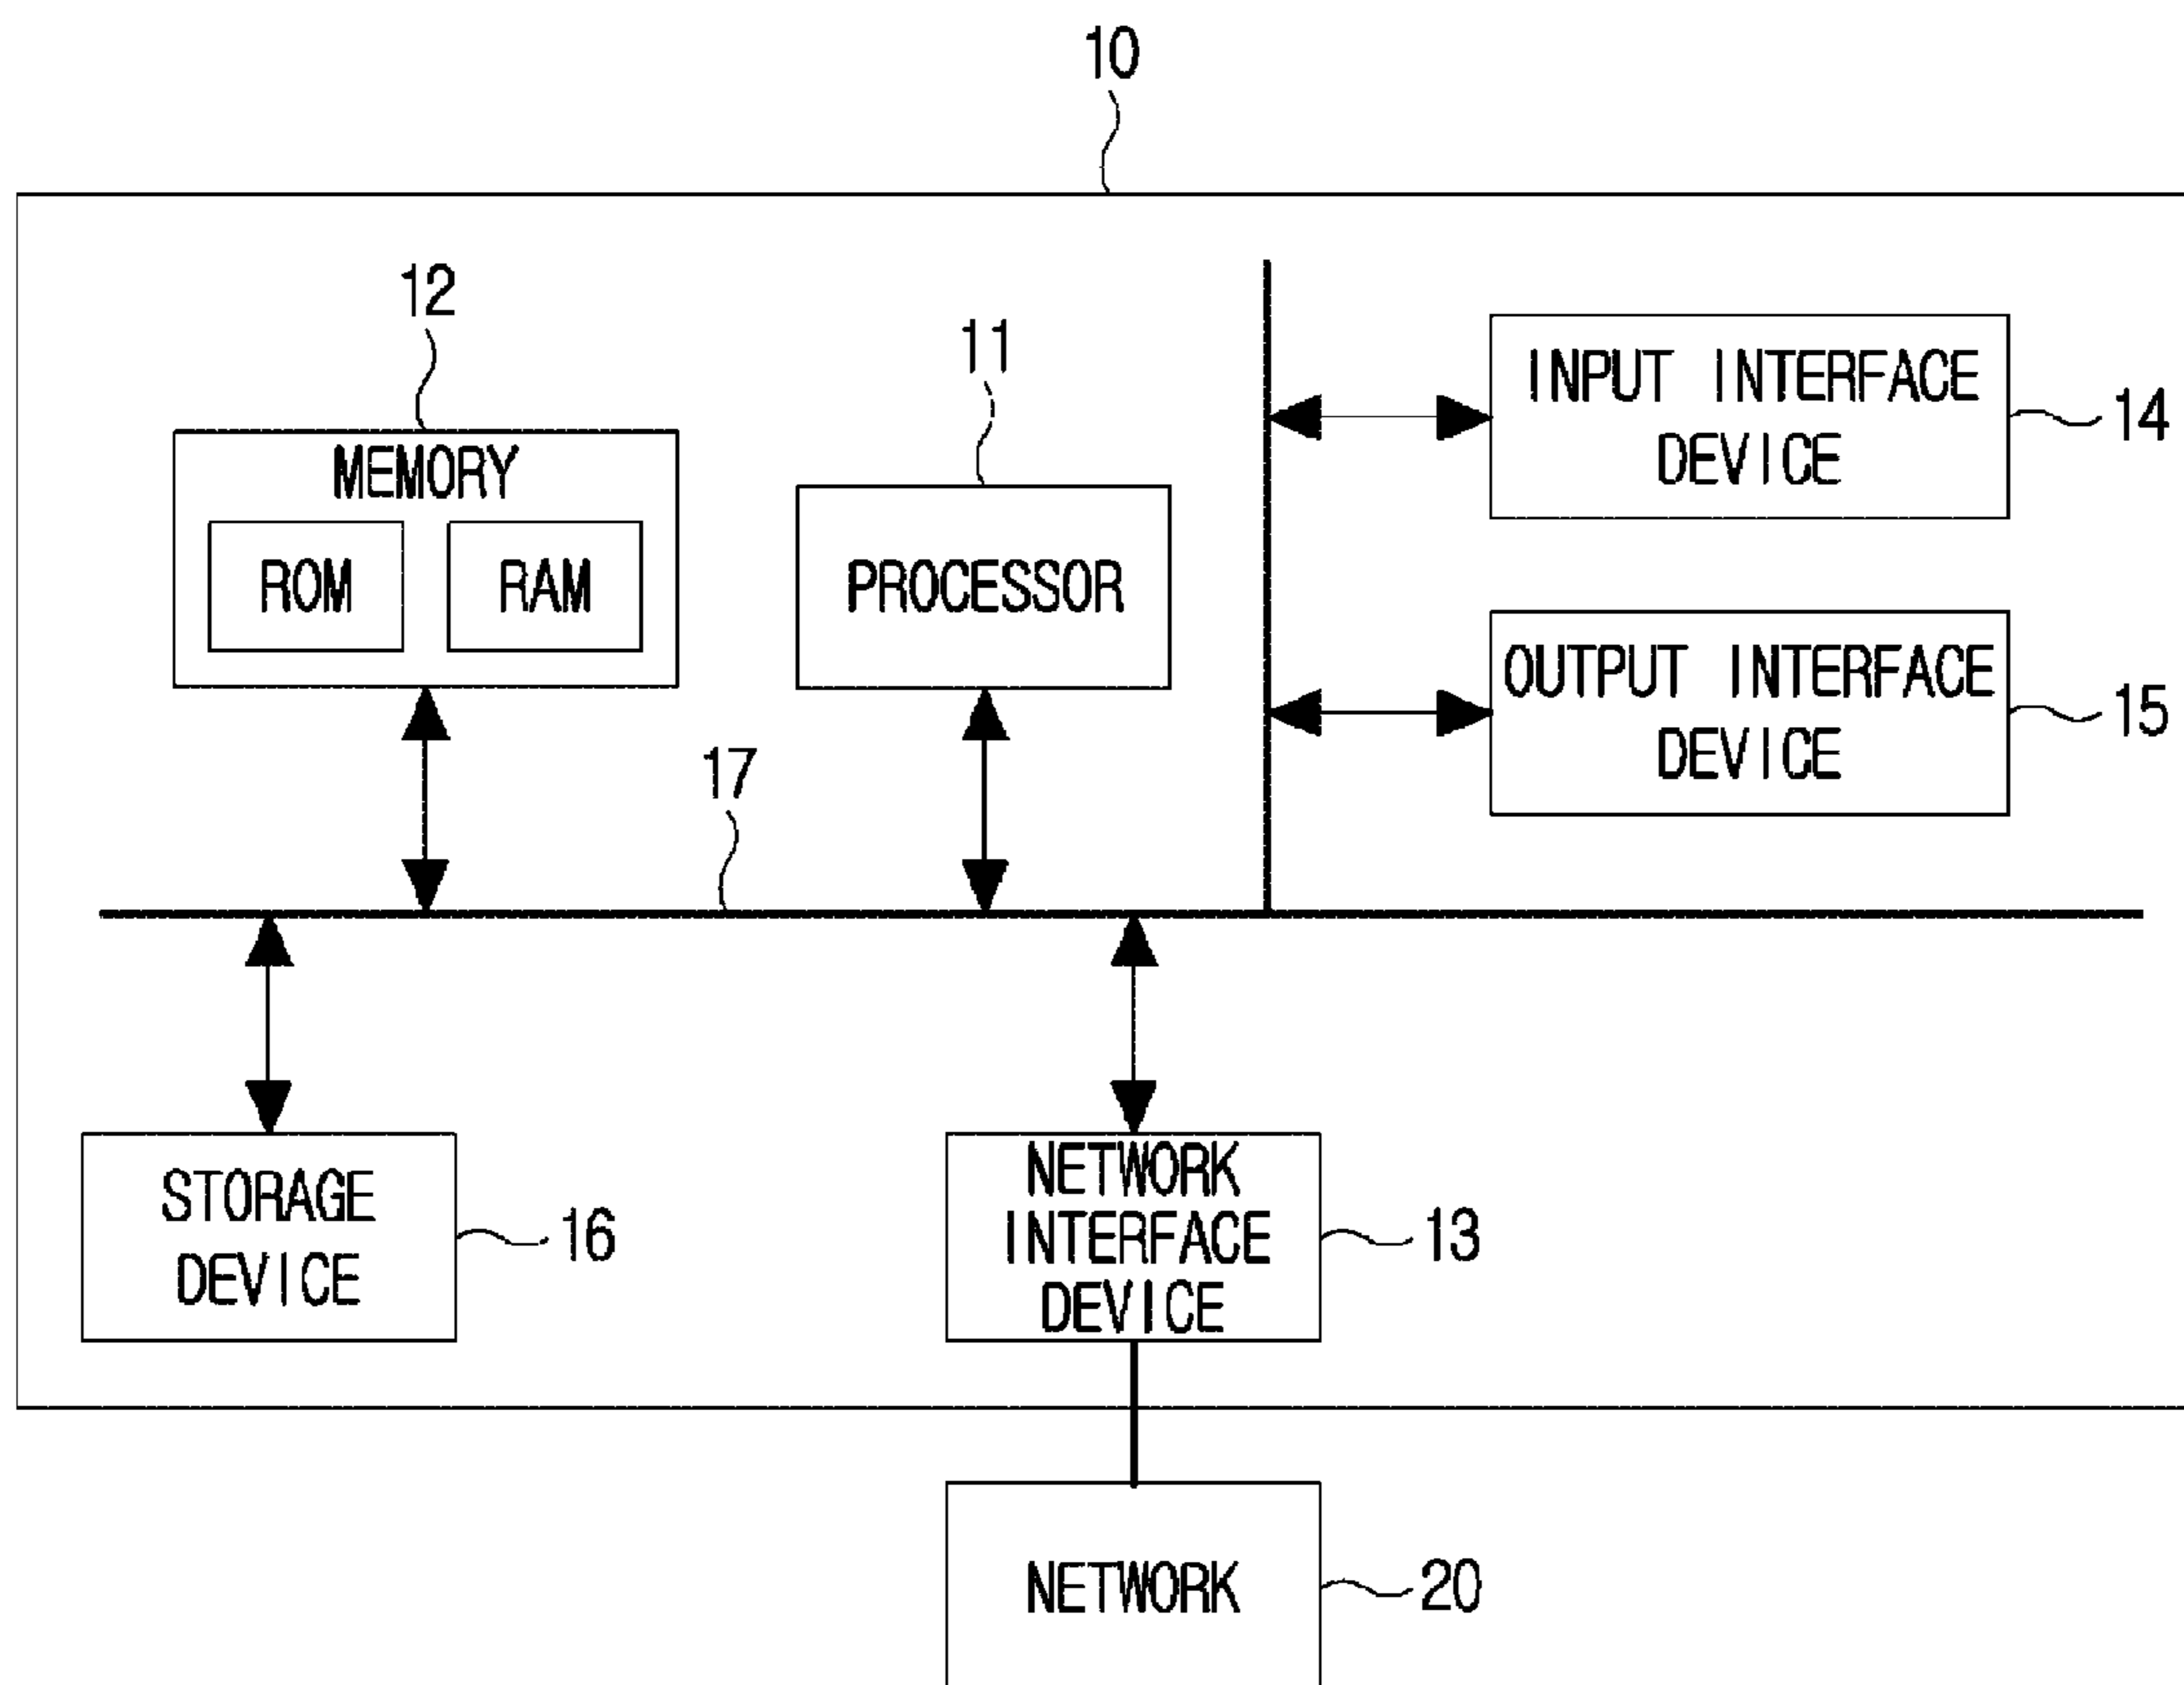 10
12
11
MEMORY
ROM
RAM
PROCESSOR
INPUT INTERFACE
DEVICE
14
OUTPUT INTERFACE
DEVICE
15
17
STORAGE
DEVICE
16
NETWORK
INTERFACE
DEVICE
13
NETWORK
20